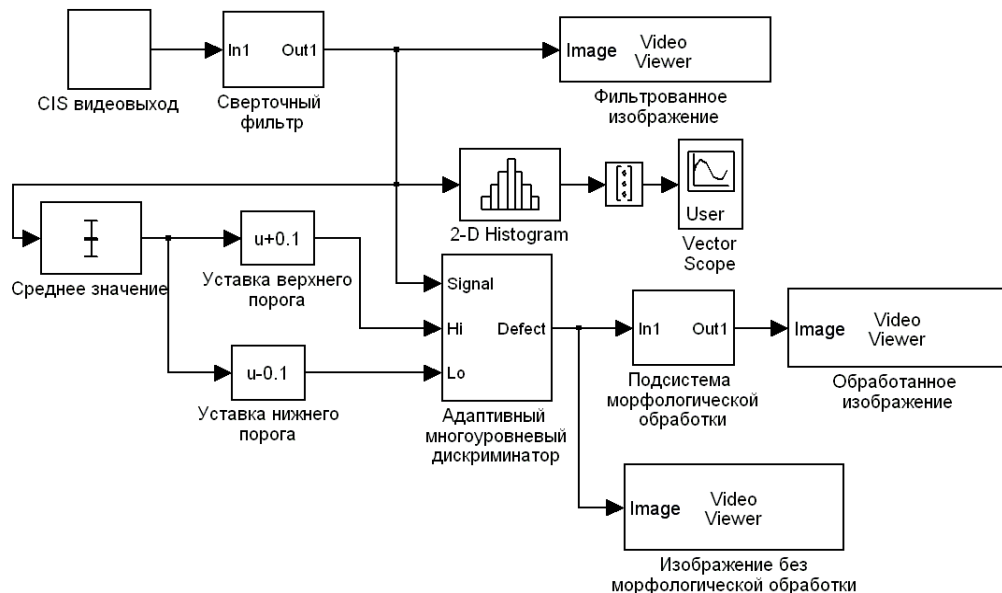 CIS видеовыход
In1
Out1
Сверточный
фильтр
Image
Video
Viewer
Фильтрованное
изображение
2-D Histogram
User
Vector
Scope
Среднее значение
u+0.1
Уставка верхнего
порога
u-0.1
Уставка нижнего
порога
Signal
Hi
Lo
Defect
Адаптивный
многоуровневый
дискриминатор
In1
Out1
Подсистема
морфологической
обработки
Image
Video
Viewer
Обработанное
изображение
Image
Video
Viewer
Изображение без
морфологической обработки